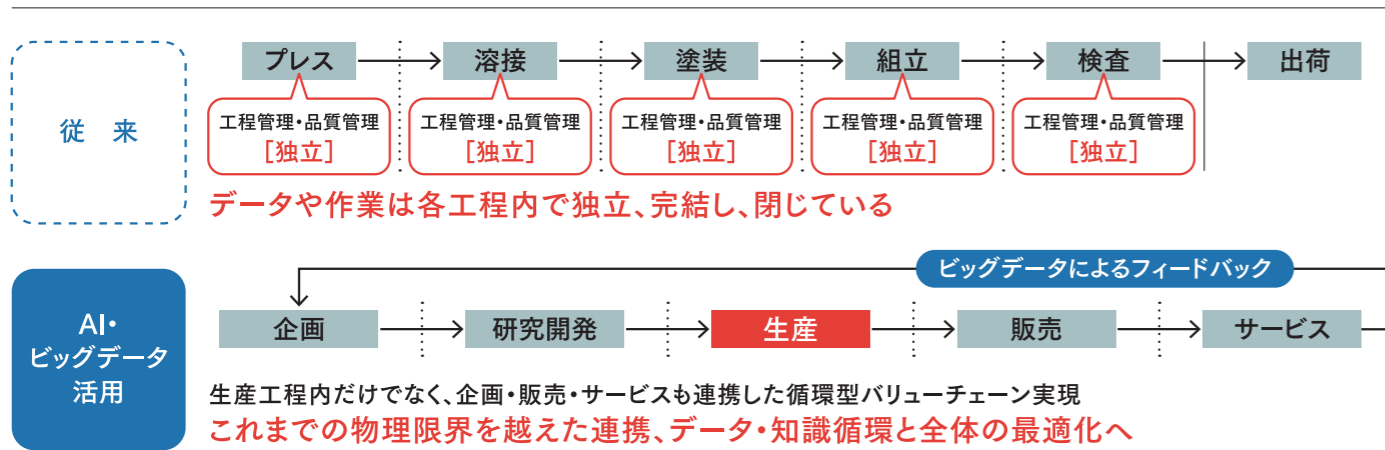 従来
プレス
溶接
塗装
組立
検査
出荷
工程管理・品質管理
［独立］
工程管理・品質管理
［独立］
工程管理・品質管理
［独立］
工程管理・品質管理
［独立］
工程管理・品質管理
［独立］
データや作業は各工程内で独立、完結し、閉じている
AI・
ビッグデータ
活用
ビッグデータによるフィードバック
企画
研究開発
生産
販売
サービス
生産工程内だけでなく、企画・販売・サービスも連携した循環型バリューチェーン実現
これまでの物理限界を越えた連携、データ・知識循環と全体の最適化へ